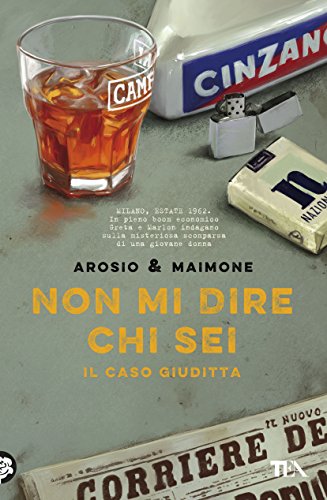 CAMP
CINZANO
n
NAZION
MILANO, ESTATE 1962.
In pieno boom economico
Greta e Marlon indagano
sulla misteriosa scomparsa
di una giovane donna
AROSIO & MAIMONE
NON MI DIRE
CHI SEI
IL CASO GIUDITTA
IL NUOVO
CORRIERE DE
TEA